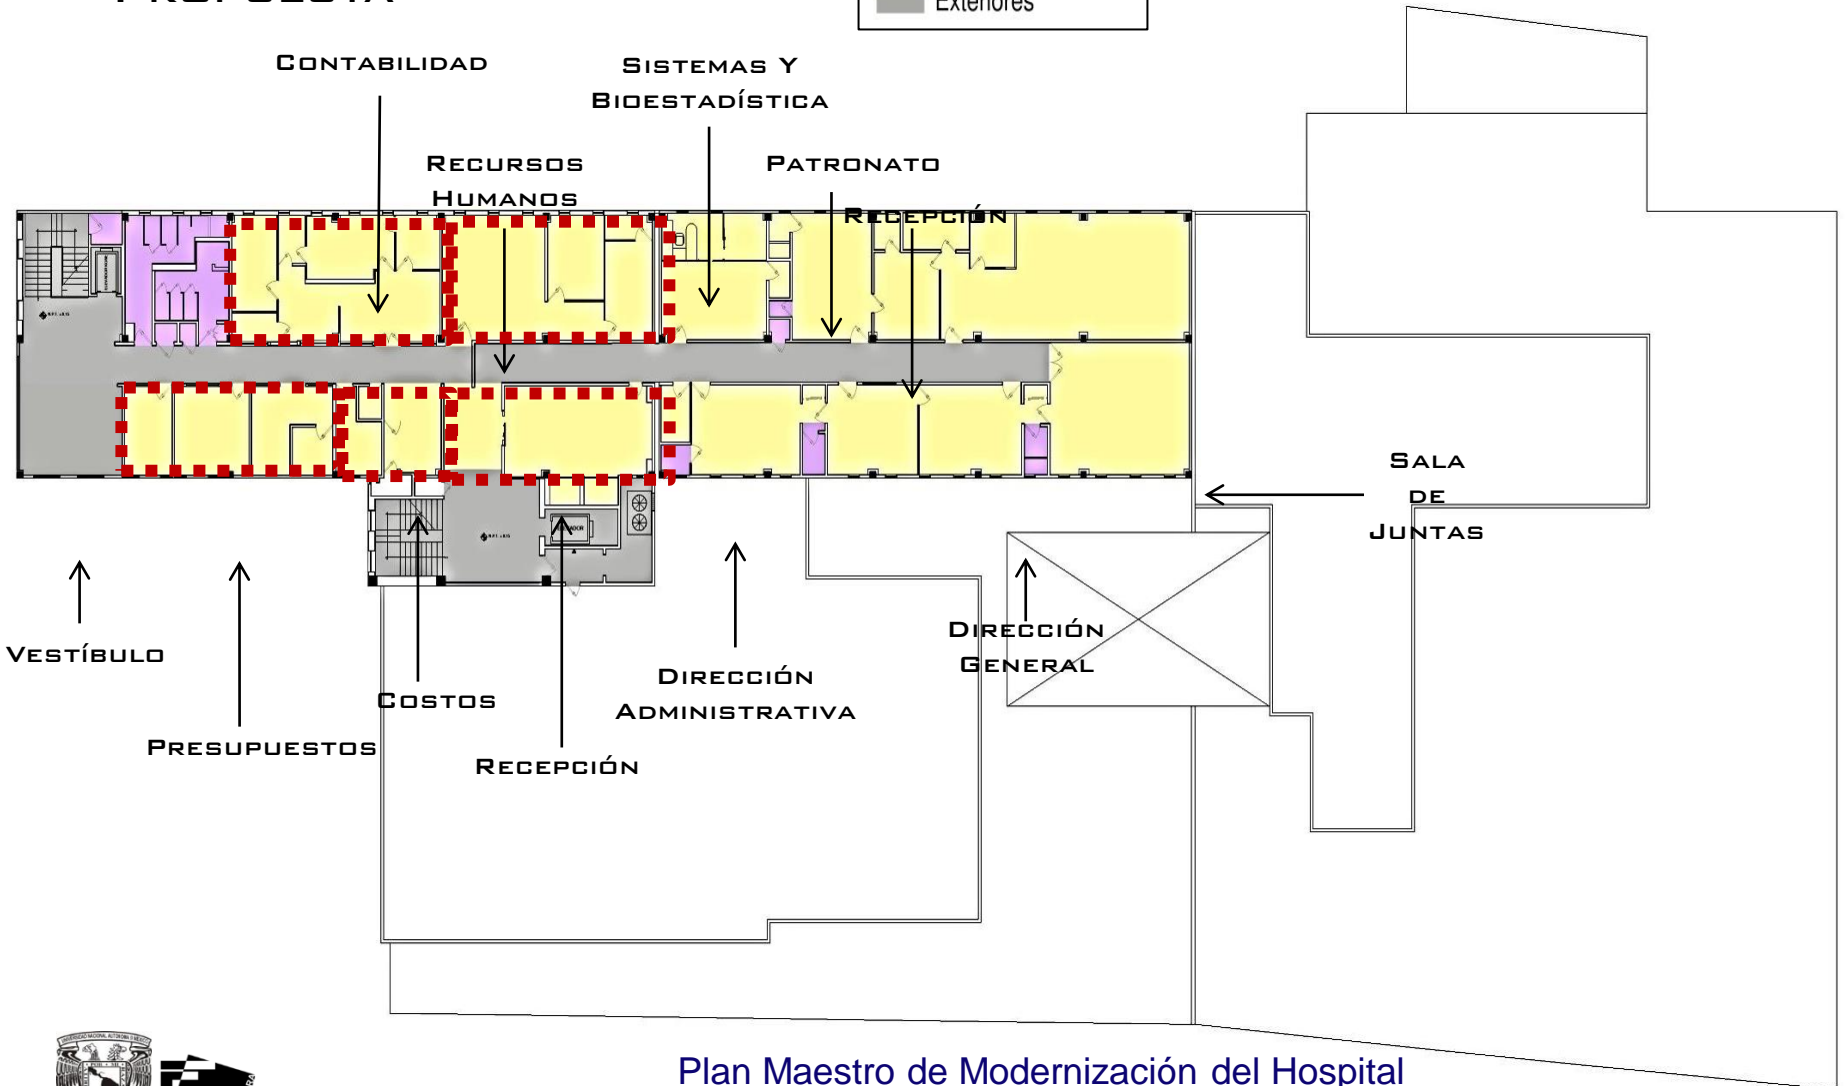 PROPUESTA
Exteriores
CONTABILIDAD
SISTEMAS Y
BIOESTADÍSTICA
RECURSOS
HUMANOS
PATRONATO
RECEPCIÓN
SALA
DE
JUNTAS
VESTÍBULO
PRESUPUESTOS
COSTOS
RECEPCIÓN
DIRECCIÓN
ADMINISTRATIVA
DIRECCIÓN
GENERAL
Plan Maestro de Modernización del Hospital